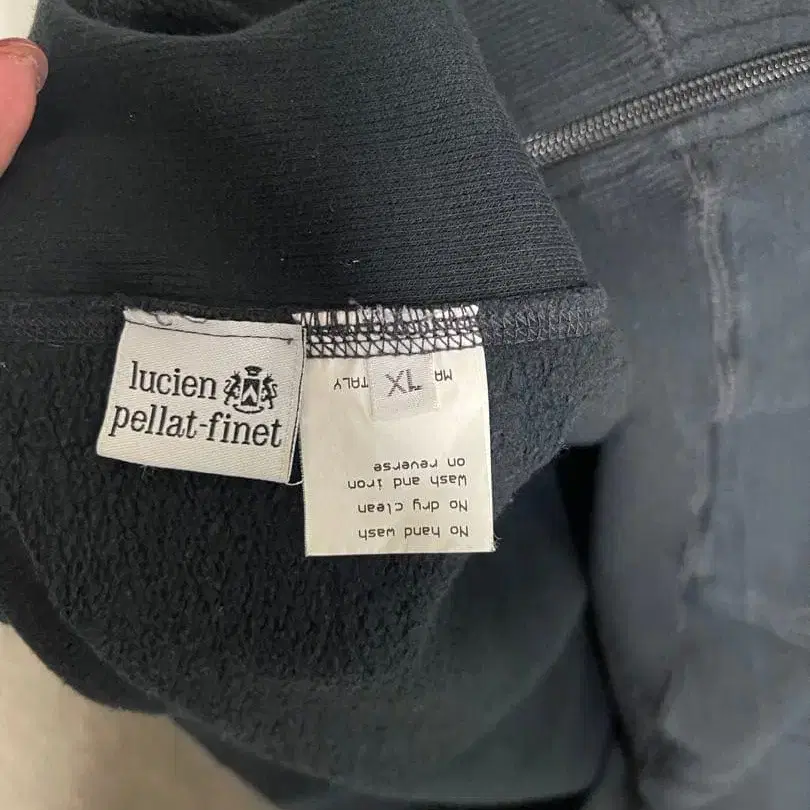 lucien
pellat-finet
No hand wash
No dry clean
Wash and iron
on reverse
MA XL TALY